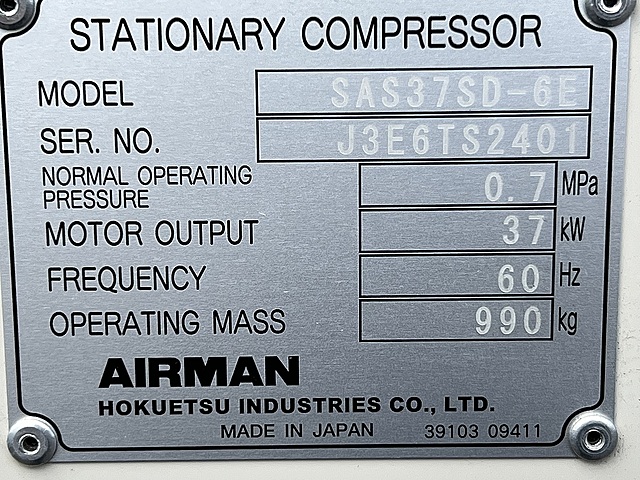 STATIONARY COMPRESSOR
MODEL SAS37SD-6E
SER. NO. J3E6TS2401
NORMAL OPERATING
PRESSURE 0.7 MPa
MOTOR OUTPUT 37 kW
FREQUENCY 60 Hz
OPERATING MASS 990 kg
AIRMAN
HOKUETSU INDUSTRIES CO., LTD.
MADE IN JAPAN 39103 09411